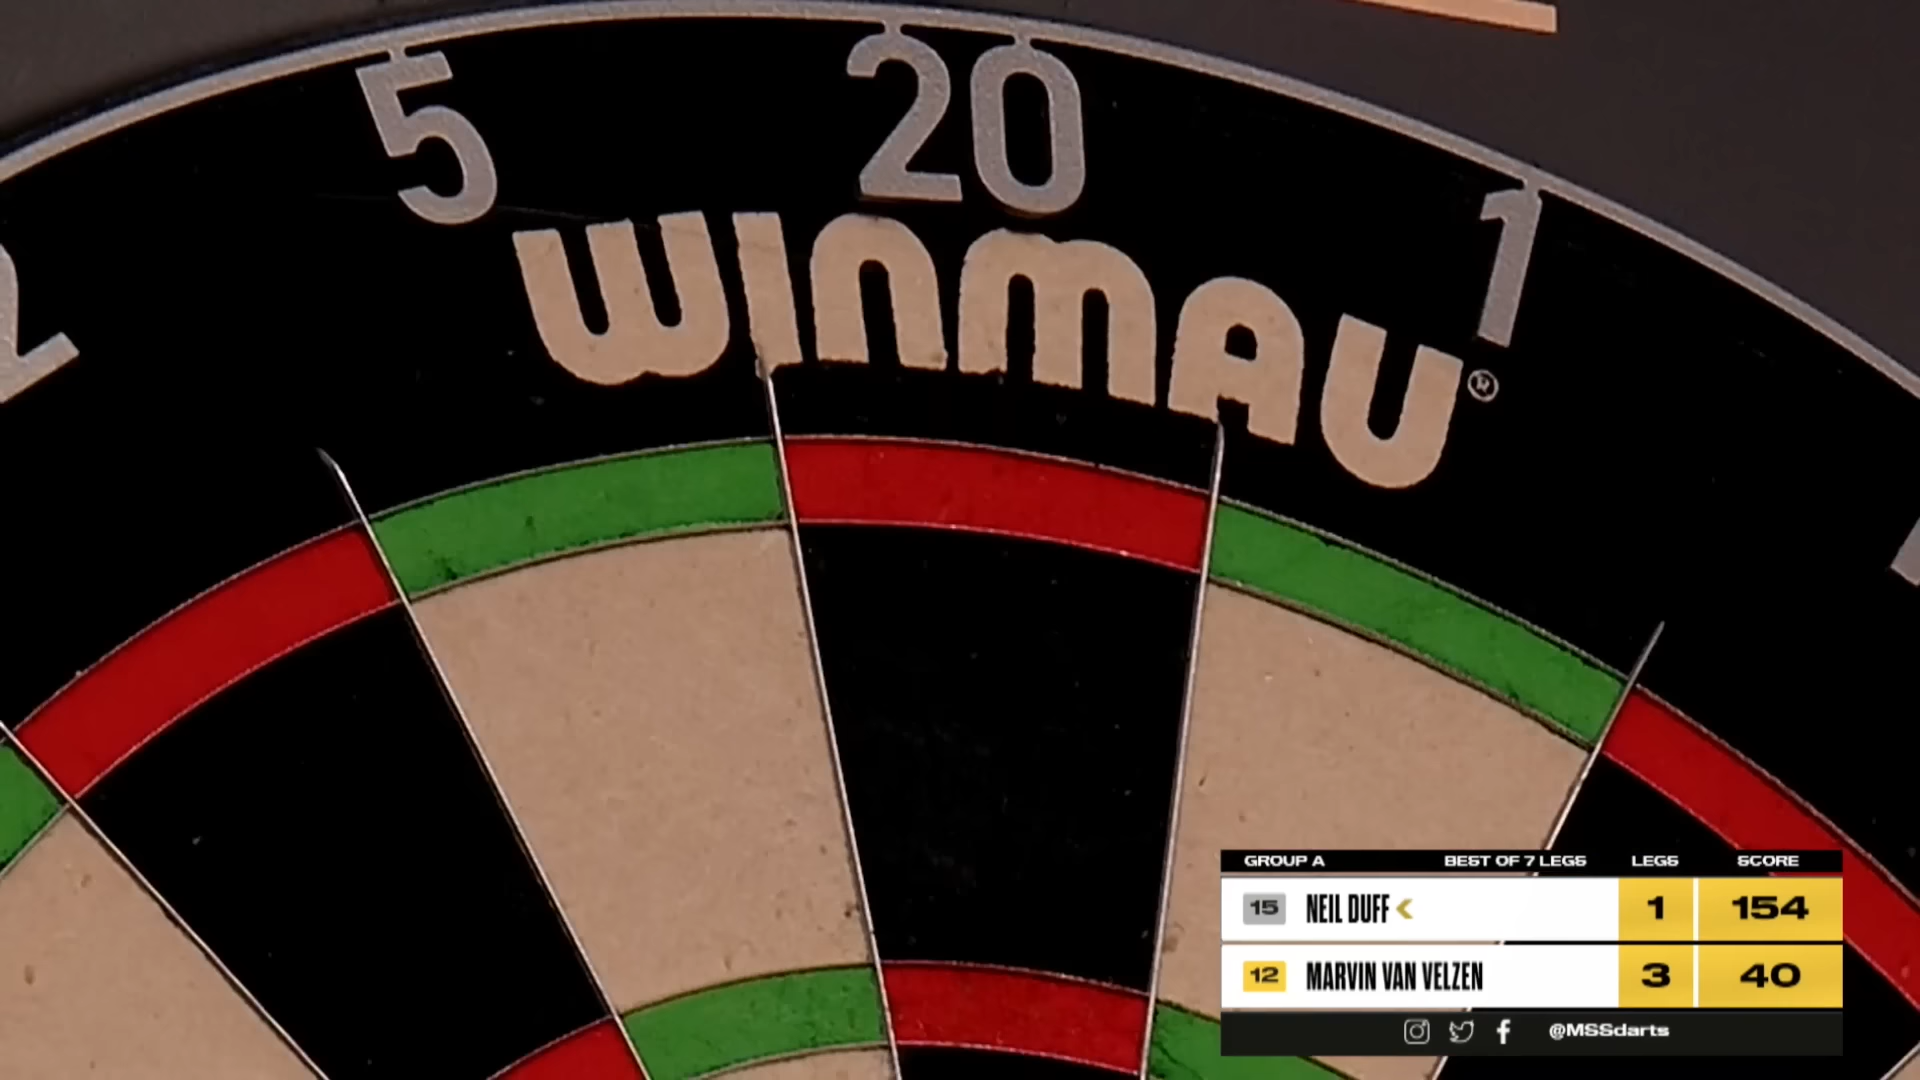 5 20 1
2
WINMAU®
GROUP A BEST OF 7 LEGS LEGS SCORE
15 NEIL DUFF 1 154
12 MARVIN VAN VELZEN 3 40
@MSSdarts